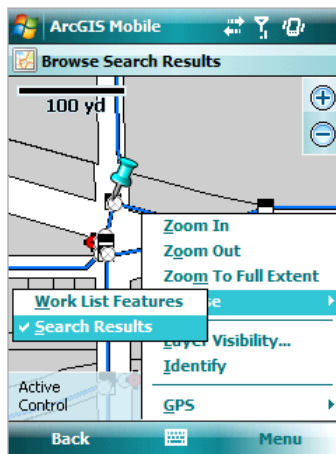 ArcGIS Mobile
Browse Search Results
100 yd
Zoom In
Zoom Out
Zoom To Full Extent
se
Work List Features
Search Results
Layer Visibility...
Identify
Active
Control
GPS
Back
Menu